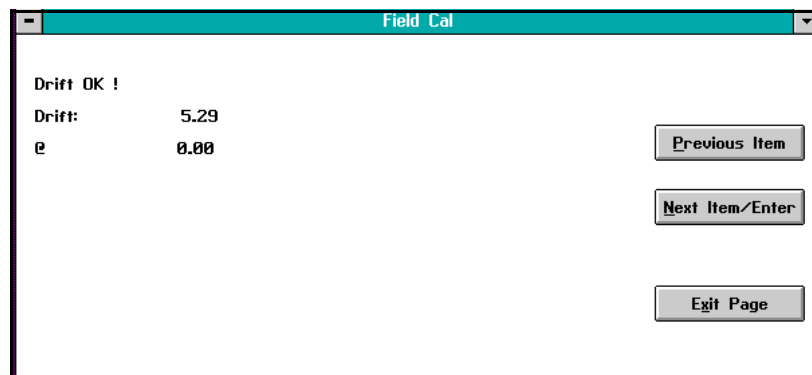 Field Cal
Drift OK !
Drift: 5.29
@ 0.00
Previous Item
Next Item/Enter
Exit Page